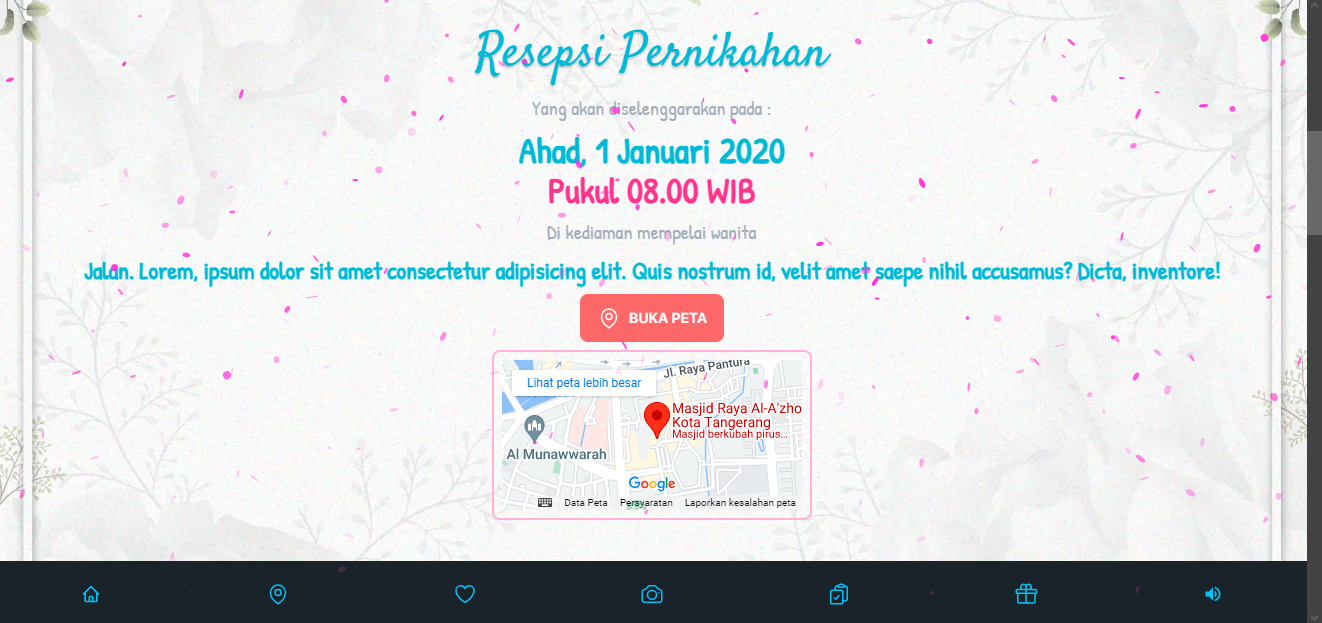 Resepsi Pernikahan
Yang akan diselenggarakan pada :
Ahad, 1 Januari 2020
Pukul 08.00 WIB
Di kediaman mempelai wanita
Jalan. Lorem, ipsum dolor sit amet consectetur adipisicing elit. Quis nostrum id, velit amet saepe nihil accusamus? Dicta, inventore!
BUKA PETA
Jl. Raya Pantura
Lihat peta lebih besar
Masjid Raya Al-A'zho
Kota Tangerang
Masjid berkubah pirus...
Al Munawwarah
Google
Data Peta Persyaratan Laporkan kesalahan peta